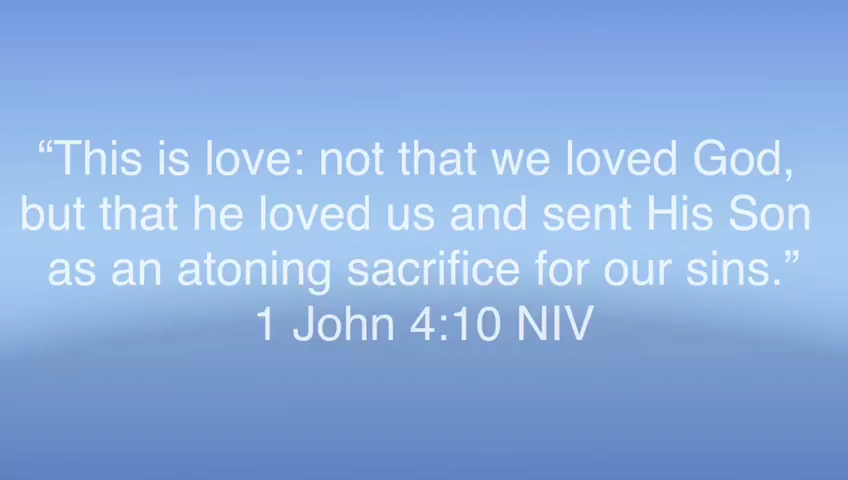 “This is love: not that we loved God,
but that he loved us and sent His Son
as an atoning sacrifice for our sins.”
1 John 4:10 NIV